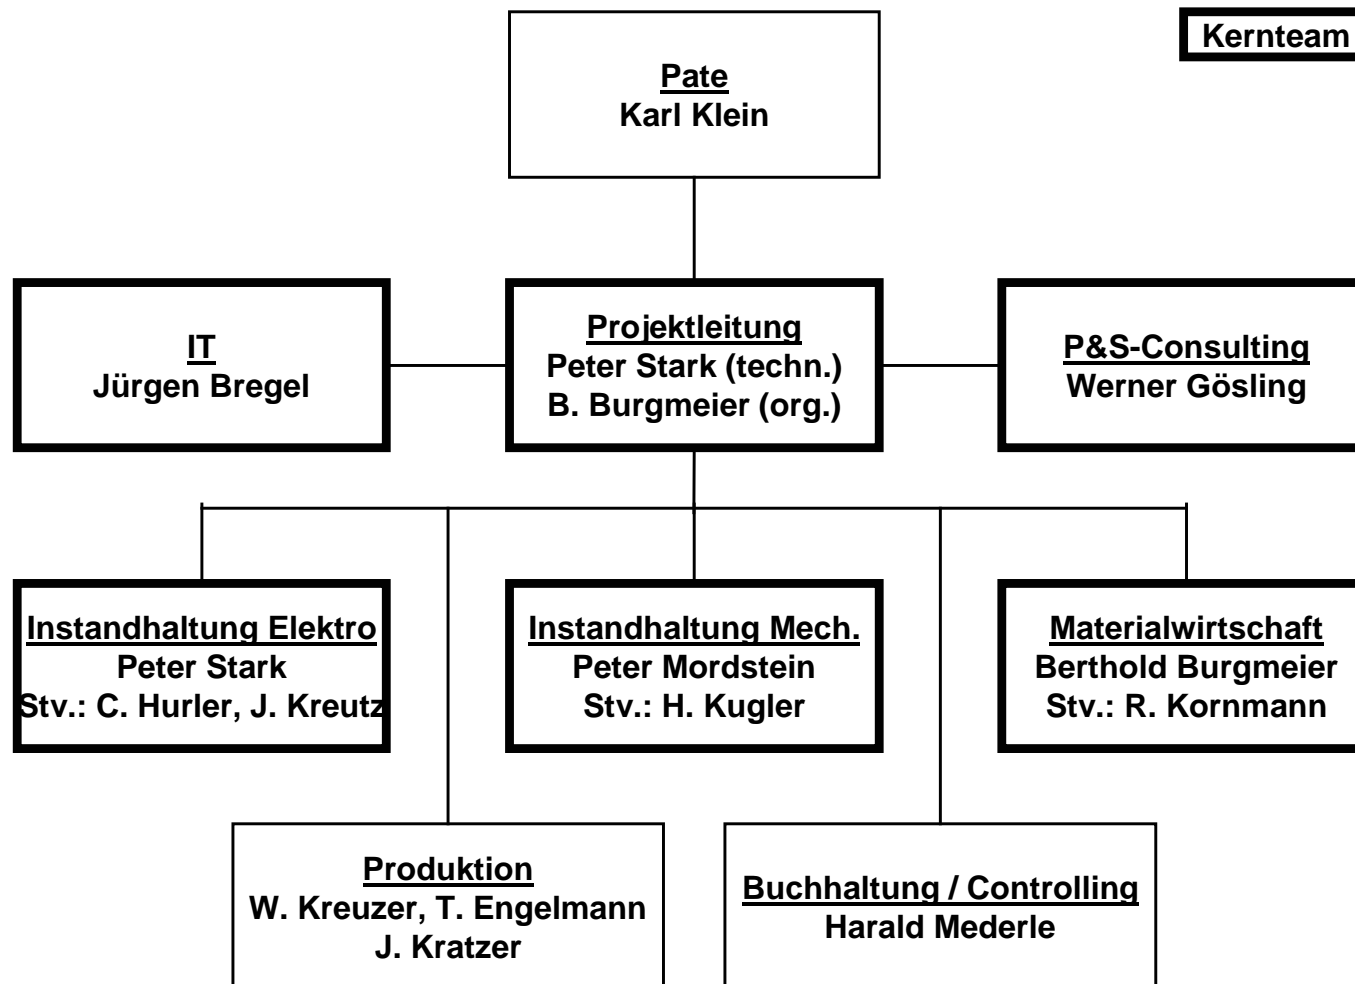 Kernteam
Pate
Karl Klein
IT
Jürgen Bregel
Projektleitung
Peter Stark (techn.)
B. Burgmeier (org.)
P&S-Consulting
Werner Gösling
Instandhaltung Elektro
Peter Stark
Stv.: C. Hurler, J. Kreutz
Instandhaltung Mech.
Peter Mordstein
Stv.: H. Kugler
Materialwirtschaft
Berthold Burgmeier
Stv.: R. Kornmann
Produktion
W. Kreuzer, T. Engelmann
J. Kratzer
Buchhaltung / Controlling
Harald Mederle